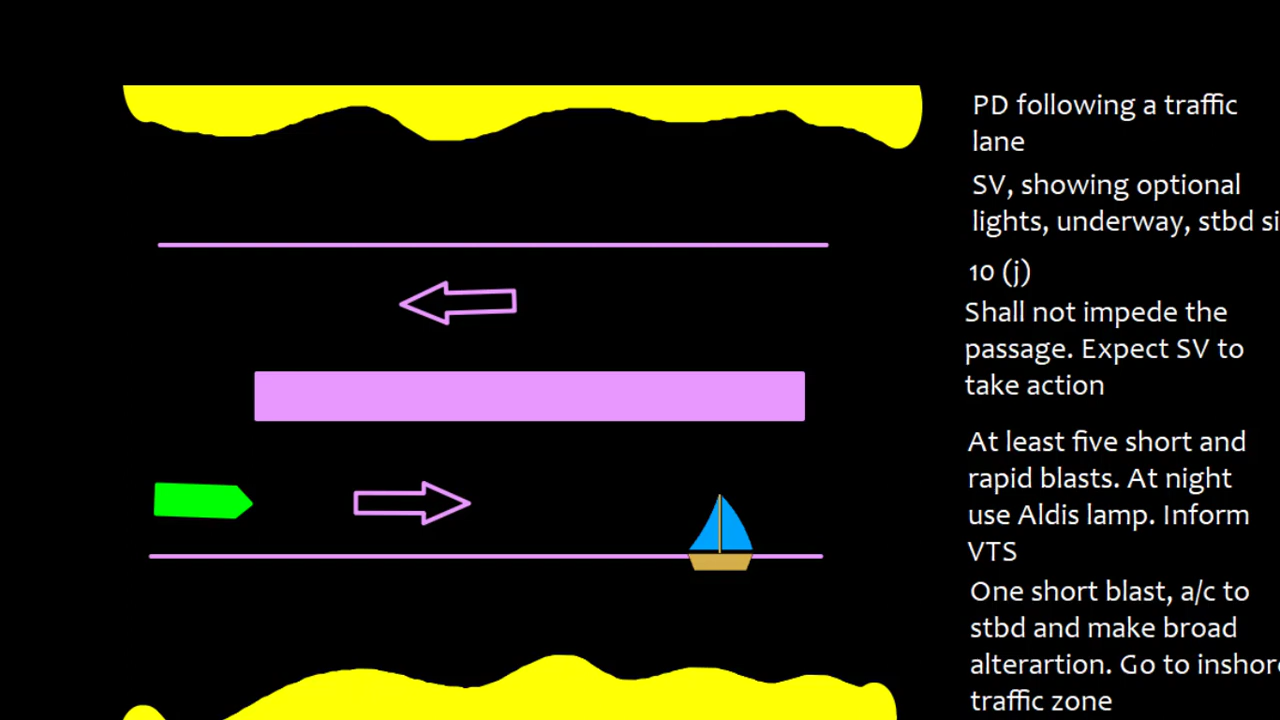 PD following a traffic
lane
SV, showing optional
lights, underway, stbd
10 (j)
Shall not impede the
passage. Expect SV to
take action
At least five short and
rapid blasts. At night
use Aldis lamp. Inform
VTS
One short blast, a/c to
stbd and make broad
alterartion. Go to inshore
traffic zone